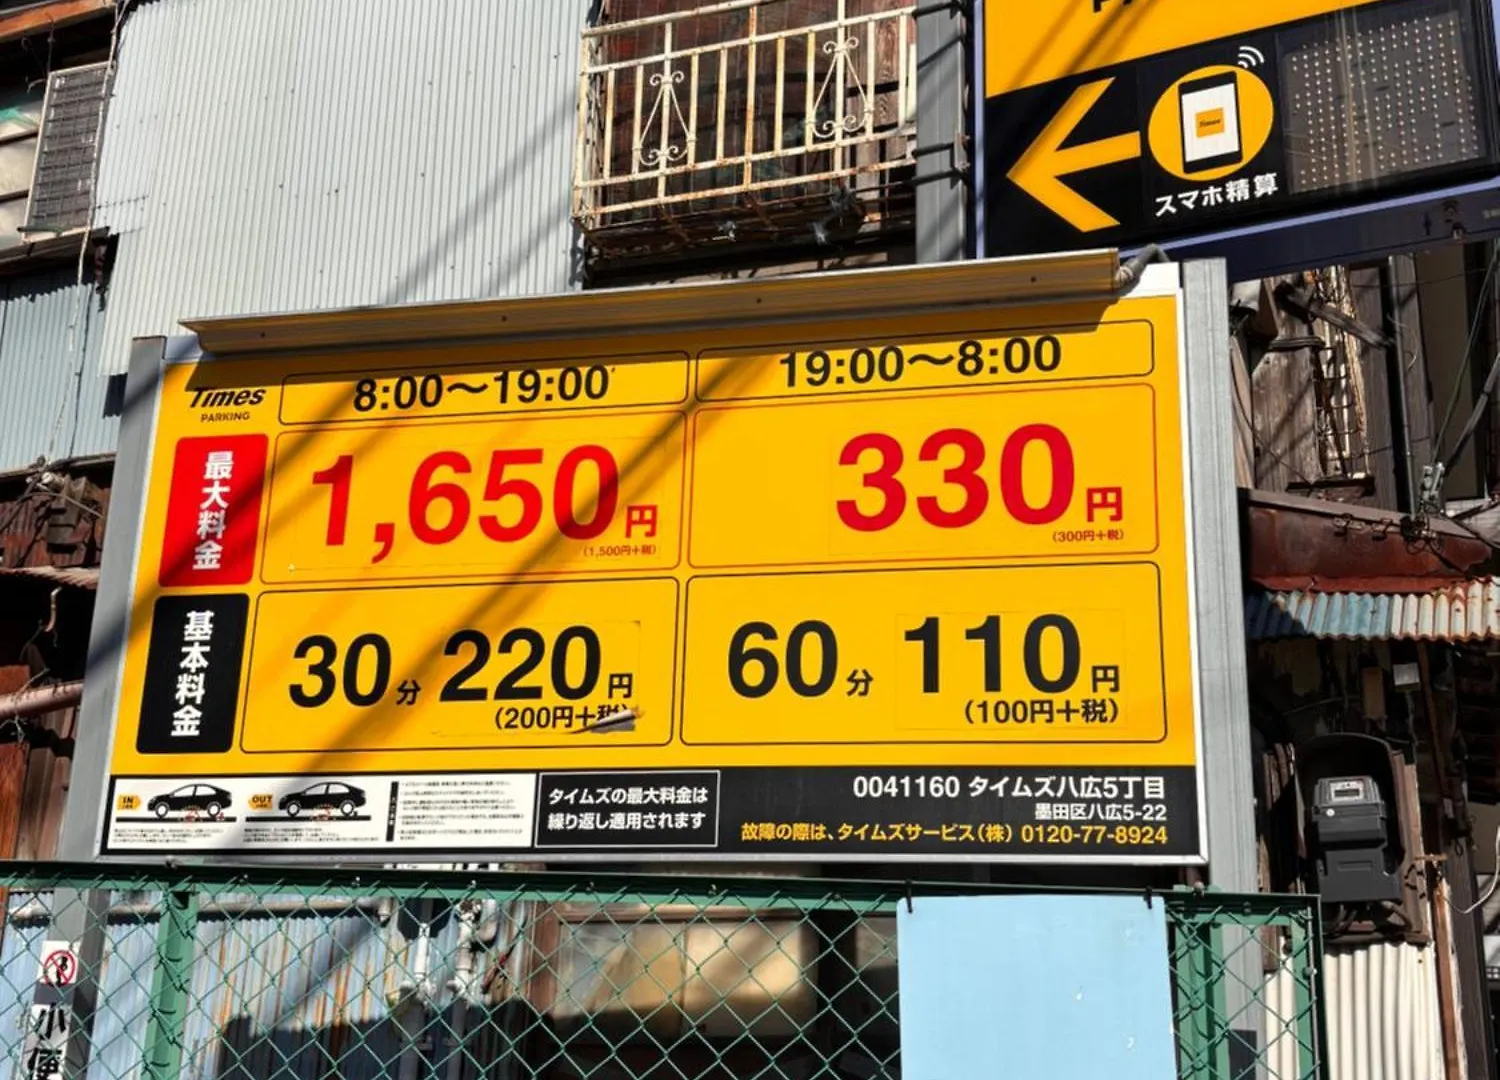 Times
スマホ精算
Times
PARKING
8:00〜19:00
19:00〜8:00
最大料金
1,650円
(1,500円+税)
330円
(300円+税)
基本料金
30分 220円
(200円+税)
60分 110円
(100円+税)
IN
OUT
タイムズの最大料金は
繰り返し適用されます
0041160 タイムズ八広5丁目
墨田区八広5-22
故障の際は、タイムズサービス(株) 0120-77-8924
小便